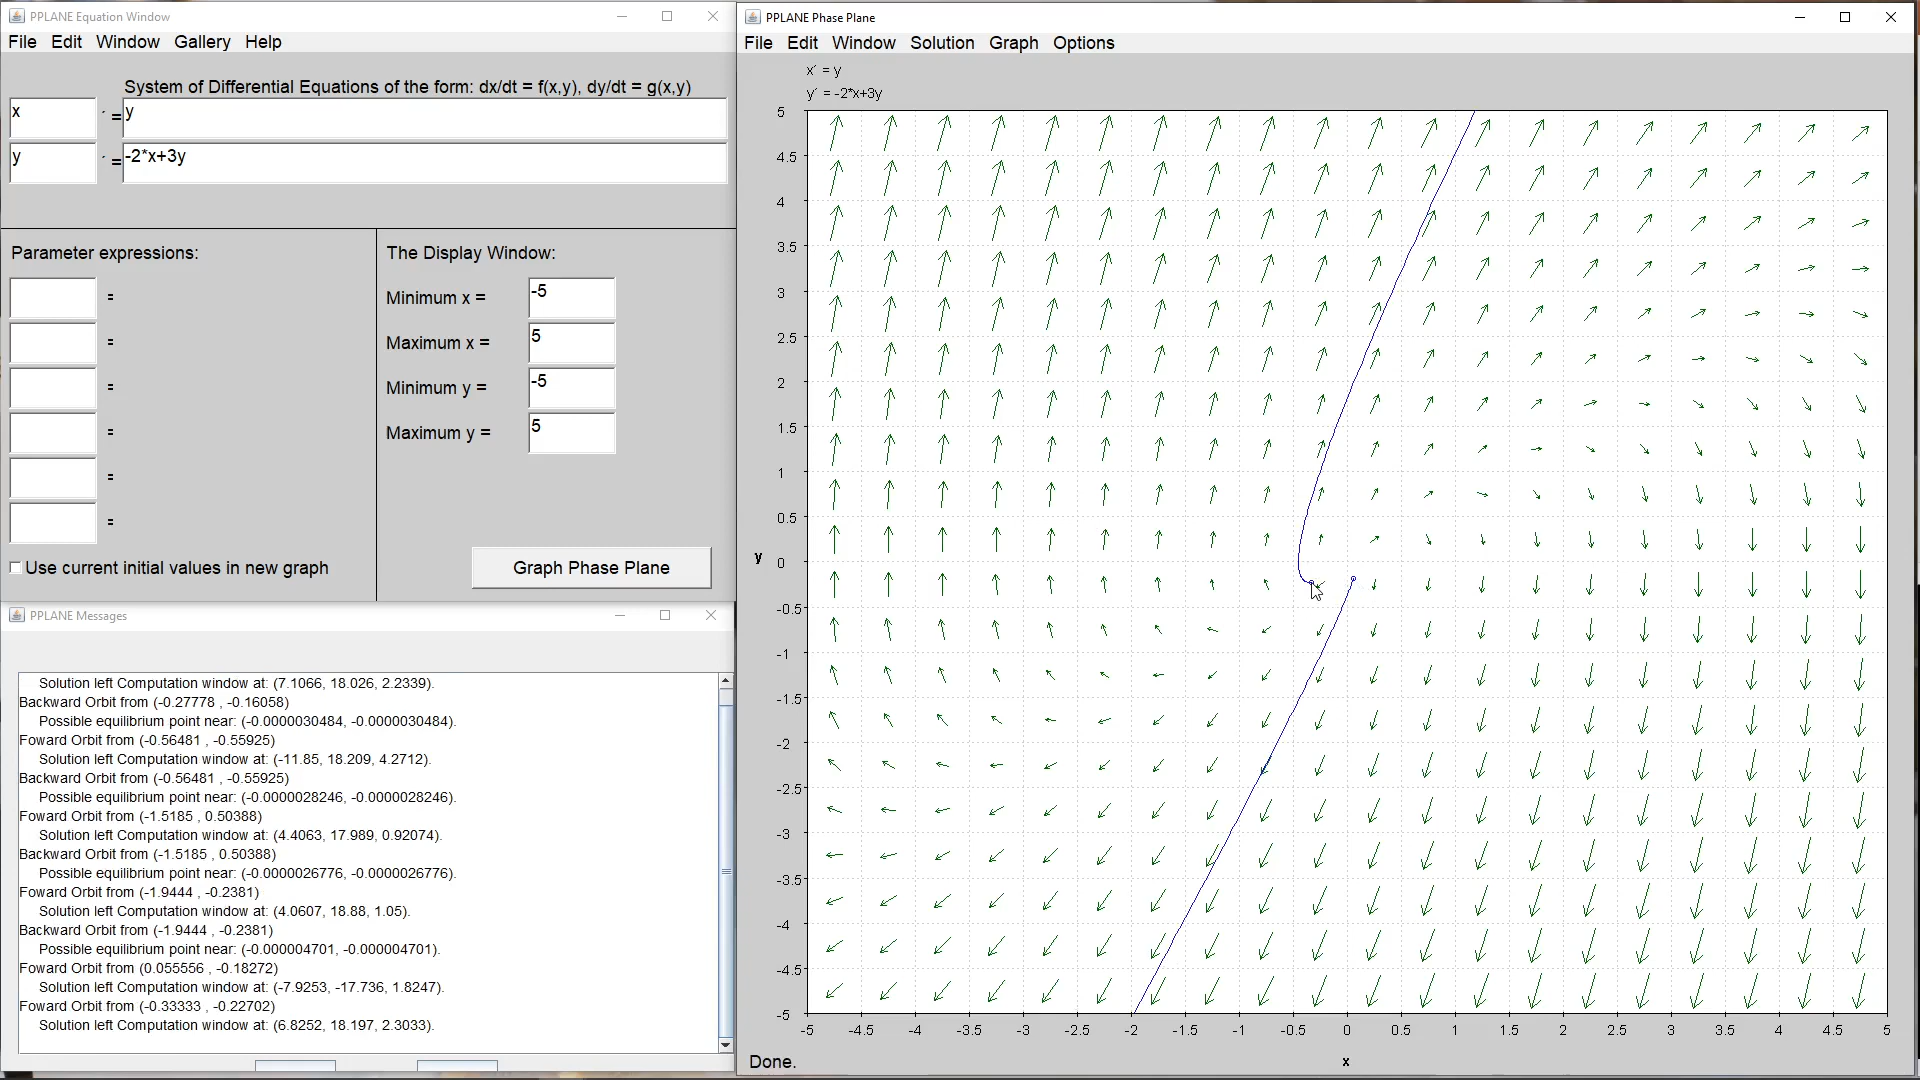 PPLANE Equation Window
File Edit Window Gallery Help
System of Differential Equations of the form: dx/dt = f(x,y), dy/dt = g(x,y)
x ´ = y
y ´ = -2*x+3y
Parameter expressions:
=
=
=
=
=
=
Use current initial values in new graph
The Display Window:
Minimum x = -5
Maximum x = 5
Minimum y = -5
Maximum y = 5
Graph Phase Plane
PPLANE Messages
Solution left Computation window at: (7.1066, 18.026, 2.2339).
Backward Orbit from (-0.27778 , -0.16058)
Possible equilibrium point near: (-0.0000030484, -0.0000030484).
Foward Orbit from (-0.56481 , -0.55925)
Solution left Computation window at: (-11.85, 18.209, 4.2712).
Backward Orbit from (-0.56481 , -0.55925)
Possible equilibrium point near: (-0.0000028246, -0.0000028246).
Foward Orbit from (-1.5185 , 0.50388)
Solution left Computation window at: (4.4063, 17.989, 0.92074).
Backward Orbit from (-1.5185 , 0.50388)
Possible equilibrium point near: (-0.0000026776, -0.0000026776).
Foward Orbit from (-1.9444 , -0.2381)
Solution left Computation window at: (4.0607, 18.88, 1.05).
Backward Orbit from (-1.9444 , -0.2381)
Possible equilibrium point near: (-0.000004701, -0.000004701).
Foward Orbit from (0.055556 , -0.18272)
Solution left Computation window at: (-7.9253, -17.736, 1.8247).
Foward Orbit from (-0.33333 , -0.22702)
Solution left Computation window at: (6.8252, 18.197, 2.3033).
PPLANE Phase Plane
File Edit Window Solution Graph Options
x´ = y
y´ = -2*x+3y
5
4.5
4
3.5
3
2.5
2
1.5
1
0.5
y
0
-0.5
-1
-1.5
-2
-2.5
-3
-3.5
-4
-4.5
-5
-5 -4.5 -4 -3.5 -3 -2.5 -2 -1.5 -1 -0.5 0 0.5 1 1.5 2 2.5 3 3.5 4 4.5 5
x
Done.